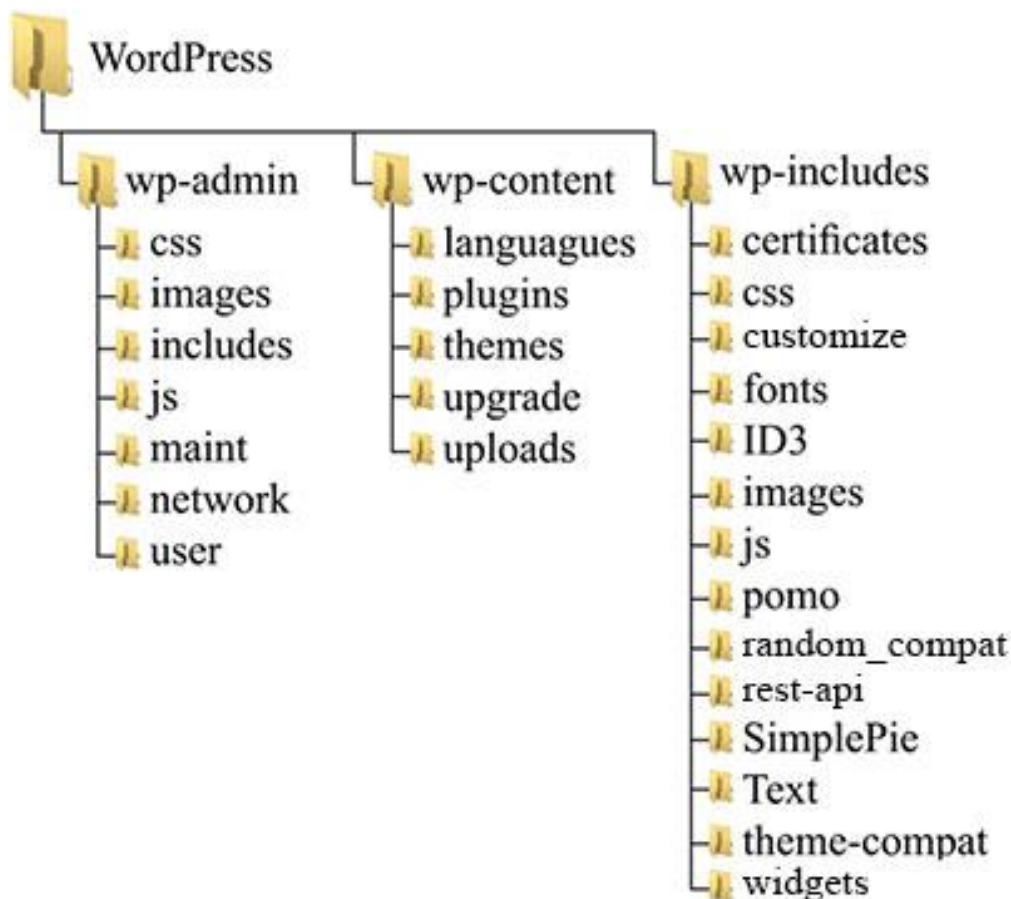 WordPress
wp-admin
css
images
includes
js
maint
network
user
wp-content
languagues
plugins
themes
upgrade
uploads
wp-includes
certificates
css
customize
fonts
ID3
images
js
pomo
random_compat
rest-api
SimplePie
Text
theme-compat
widgets